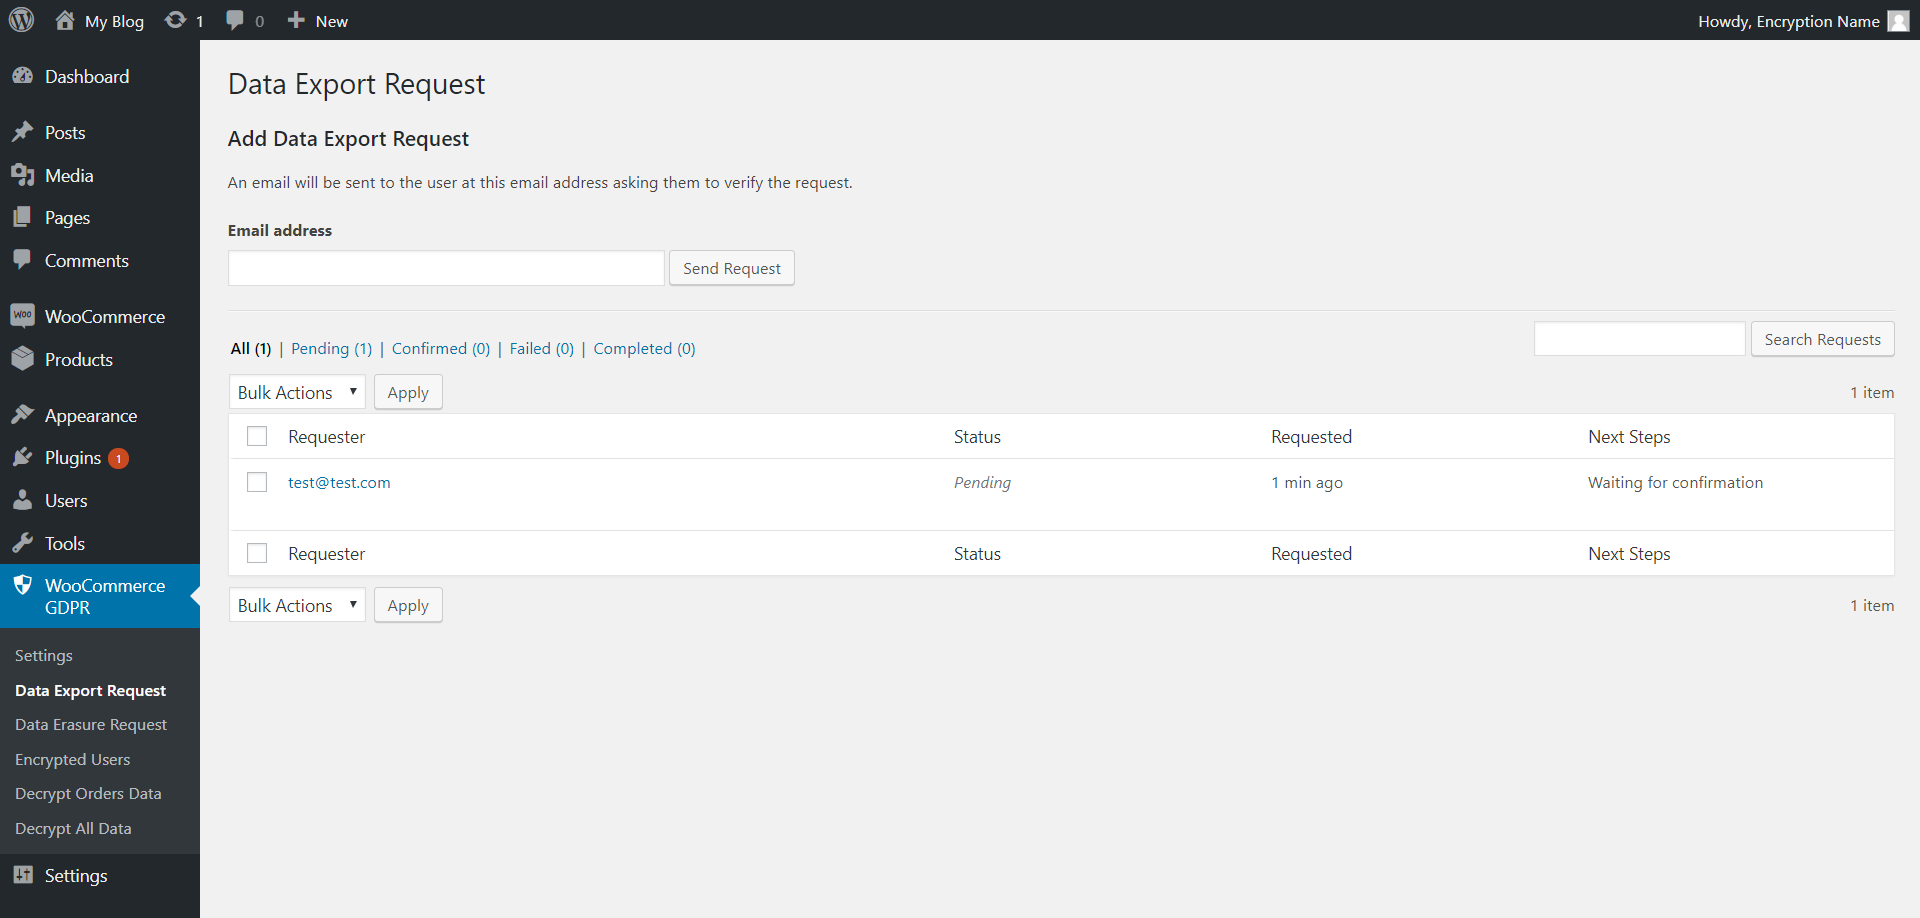 My Blog 1 0 New Howdy, Encryption Name
Dashboard
Posts
Media
Pages
Comments
Woo WooCommerce
Products
Appearance
Plugins 1
Users
Tools
WooCommerce
GDPR
Settings
Data Export Request
Data Erasure Request
Encrypted Users
Decrypt Orders Data
Decrypt All Data
Settings
Data Export Request
Add Data Export Request
An email will be sent to the user at this email address asking them to verify the request.
Email address
Send Request
All (1) | Pending (1) | Confirmed (0) | Failed (0) | Completed (0)
Search Requests
Bulk Actions Apply 1 item
Requester Status Requested Next Steps
test@test.com Pending 1 min ago Waiting for confirmation
Requester Status Requested Next Steps
Bulk Actions Apply 1 item